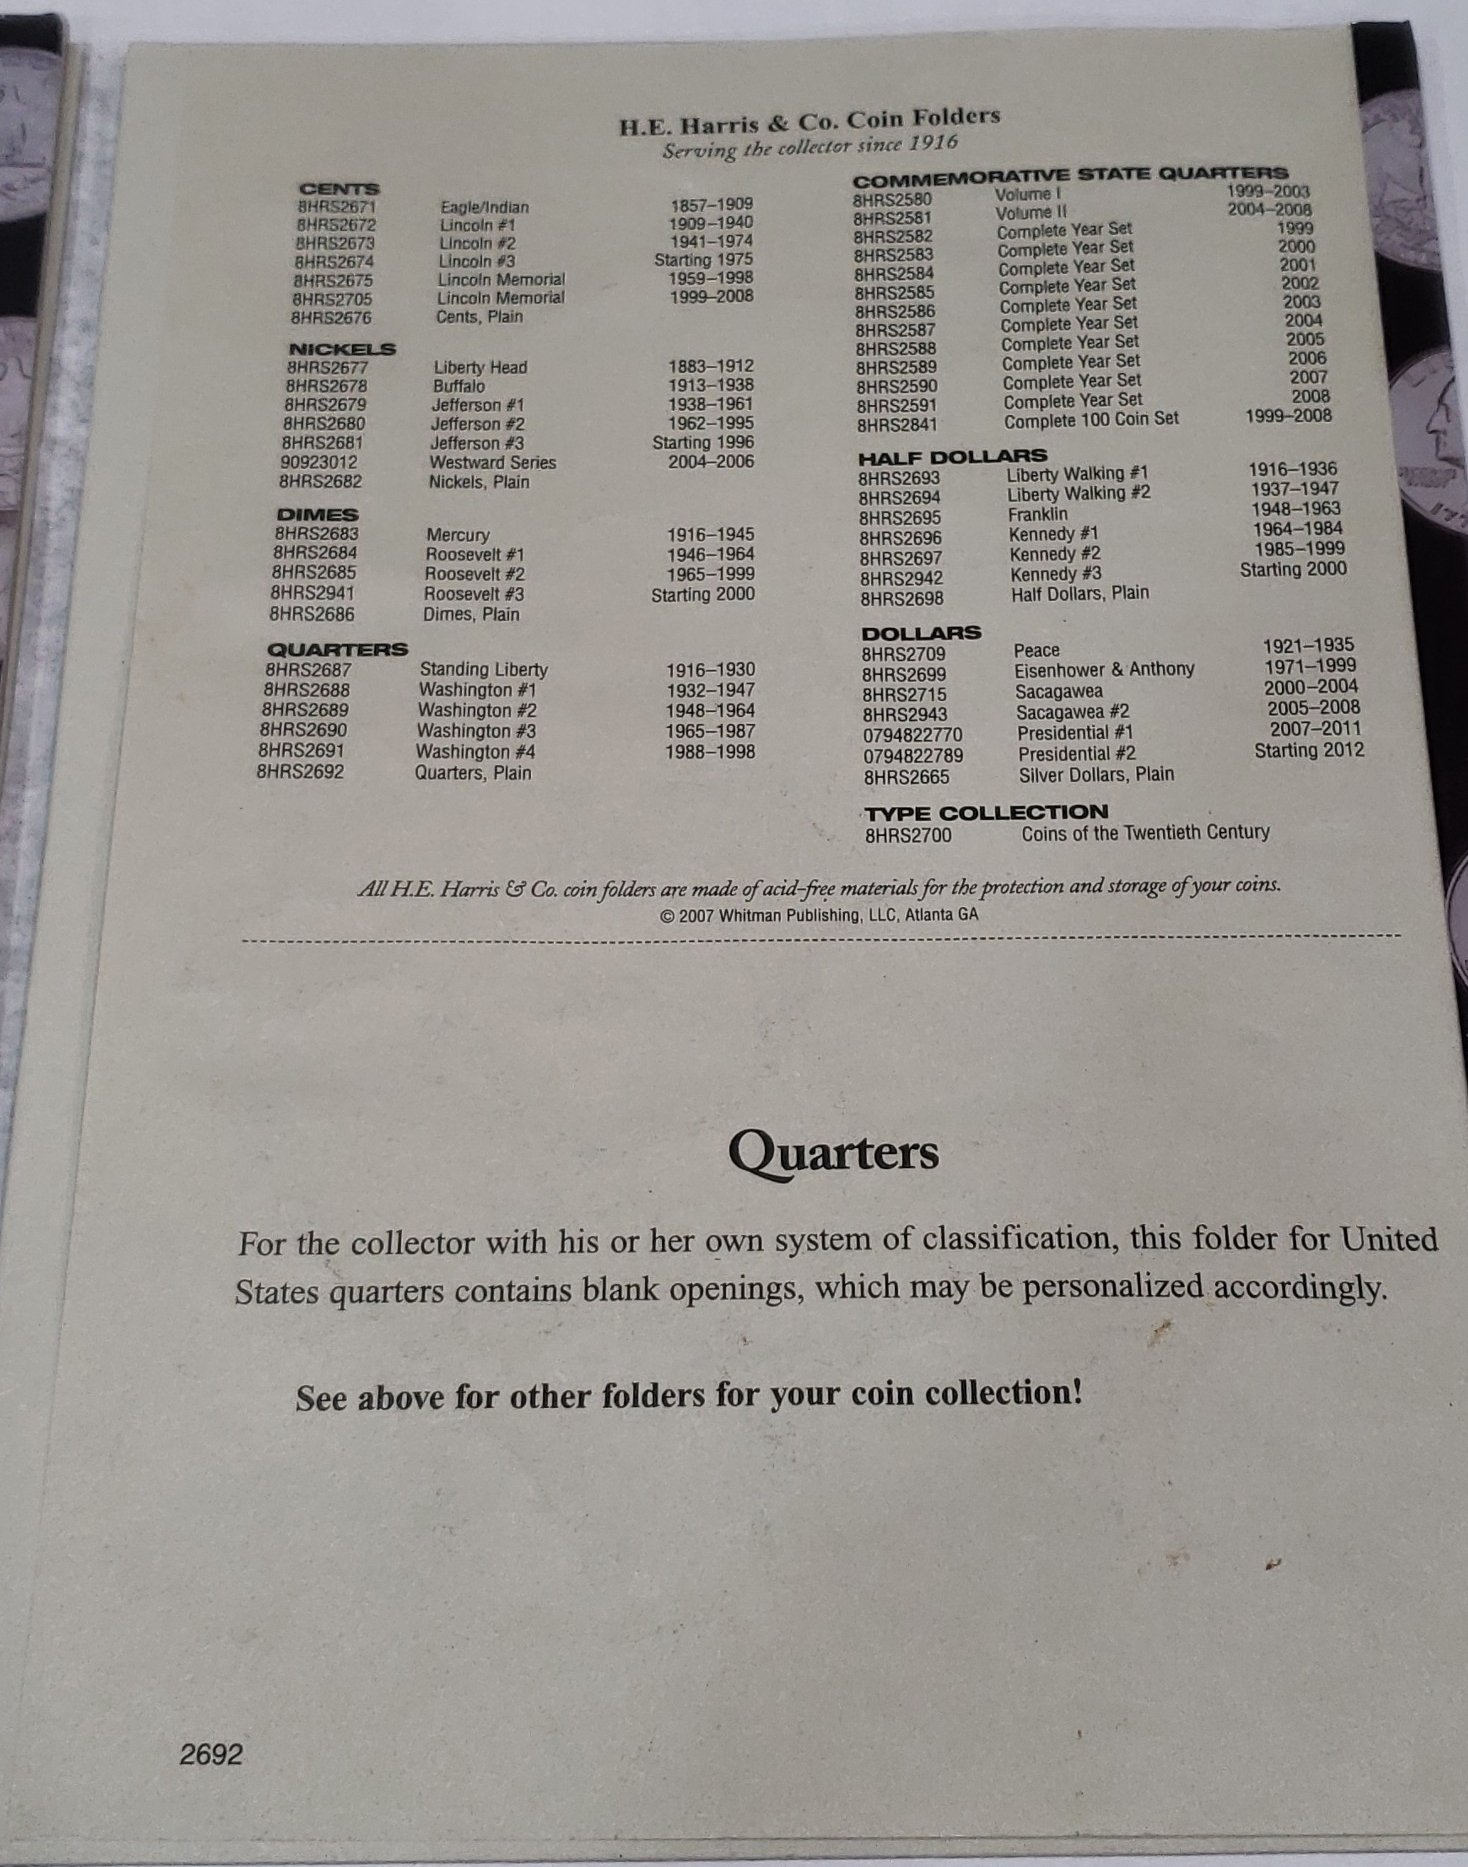 H.E. Harris & Co. Coin Folders
Serving the collector since 1916
CENTS
8HRS2671 Eagle/Indian 1857–1909
8HRS2672 Lincoln #1 1909–1940
8HRS2673 Lincoln #2 1941–1974
8HRS2674 Lincoln #3 Starting 1975
8HRS2675 Lincoln Memorial 1959–1998
8HRS2705 Lincoln Memorial 1999–2008
8HRS2676 Cents, Plain
NICKELS
8HRS2677 Liberty Head 1883–1912
8HRS2678 Buffalo 1913–1938
8HRS2679 Jefferson #1 1938–1961
8HRS2680 Jefferson #2 1962–1995
8HRS2681 Jefferson #3 Starting 1996
90923012 Westward Series 2004–2006
8HRS2682 Nickels, Plain
DIMES
8HRS2683 Mercury 1916–1945
8HRS2684 Roosevelt #1 1946–1964
8HRS2685 Roosevelt #2 1965–1999
8HRS2941 Roosevelt #3 Starting 2000
8HRS2686 Dimes, Plain
QUARTERS
8HRS2687 Standing Liberty 1916–1930
8HRS2688 Washington #1 1932–1947
8HRS2689 Washington #2 1948–1964
8HRS2690 Washington #3 1965–1987
8HRS2691 Washington #4 1988–1998
8HRS2692 Quarters, Plain
COMMEMORATIVE STATE QUARTERS
8HRS2580 Volume I 1999–2003
8HRS2581 Volume II 2004–2008
8HRS2582 Complete Year Set 1999
8HRS2583 Complete Year Set 2000
8HRS2584 Complete Year Set 2001
8HRS2585 Complete Year Set 2002
8HRS2586 Complete Year Set 2003
8HRS2587 Complete Year Set 2004
8HRS2588 Complete Year Set 2005
8HRS2589 Complete Year Set 2006
8HRS2590 Complete Year Set 2007
8HRS2591 Complete Year Set 2008
8HRS2841 Complete 100 Coin Set 1999–2008
HALF DOLLARS
8HRS2693 Liberty Walking #1 1916–1936
8HRS2694 Liberty Walking #2 1937–1947
8HRS2695 Franklin 1948–1963
8HRS2696 Kennedy #1 1964–1984
8HRS2697 Kennedy #2 1985–1999
8HRS2942 Kennedy #3 Starting 2000
8HRS2698 Half Dollars, Plain
DOLLARS
8HRS2709 Peace 1921–1935
8HRS2699 Eisenhower & Anthony 1971–1999
8HRS2715 Sacagawea 2000–2004
8HRS2943 Sacagawea #2 2005–2008
0794822770 Presidential #1 2007–2011
0794822789 Presidential #2 Starting 2012
8HRS2665 Silver Dollars, Plain
TYPE COLLECTION
8HRS2700 Coins of the Twentieth Century
All H.E. Harris & Co. coin folders are made of acid-free materials for the protection and storage of your coins.
© 2007 Whitman Publishing, LLC, Atlanta GA
Quarters
For the collector with his or her own system of classification, this folder for United
States quarters contains blank openings, which may be personalized accordingly.
See above for other folders for your coin collection!
2692